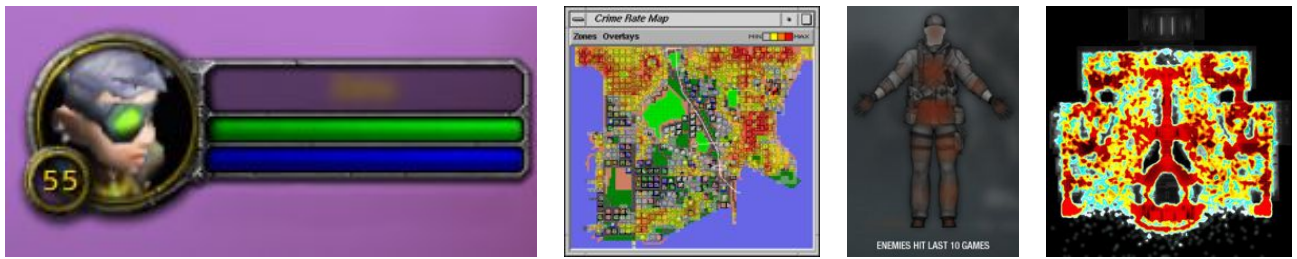 55
Crime Rate Map
Zones Overlays
MIN MAX
ENEMIES HIT LAST 10 GAMES